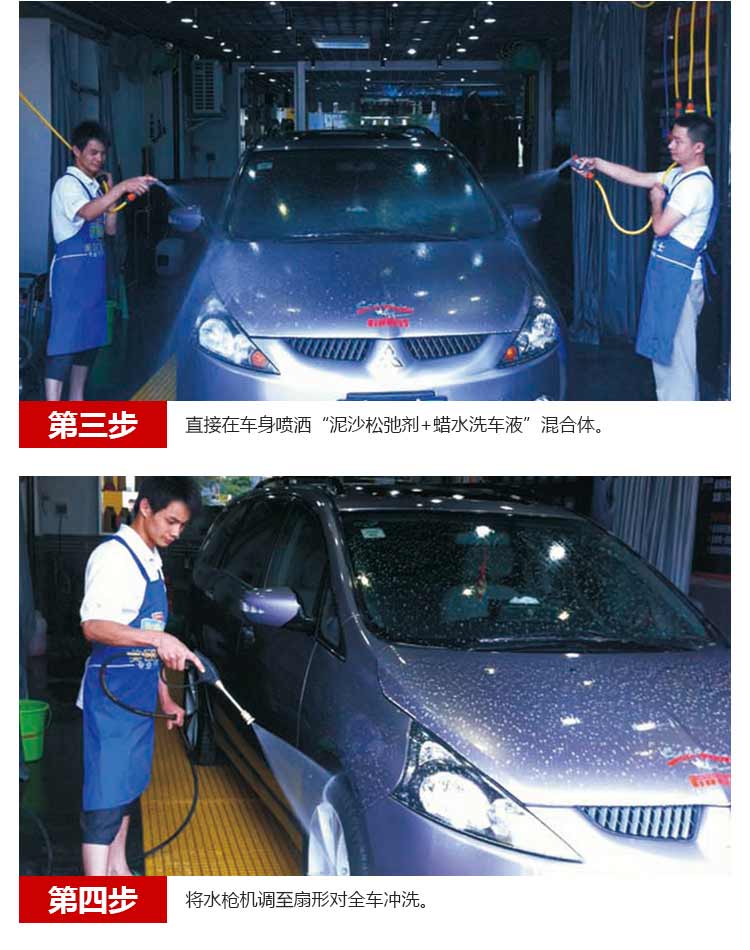 第三步
直接在车身喷洒“泥沙松弛剂+蜡水洗车液”混合体。
第四步
将水枪机调至扇形对全车冲洗。